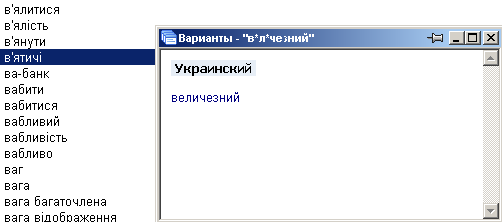 в'ялитися
в'ялість
в'янути
в'ятичі
ва-банк
вабити
вабитися
вабливий
вабливість
вабливо
ваг
вага
вага багаточлена
вага відображення
Варианты - "в*л*чезний"
Украинский
величезний